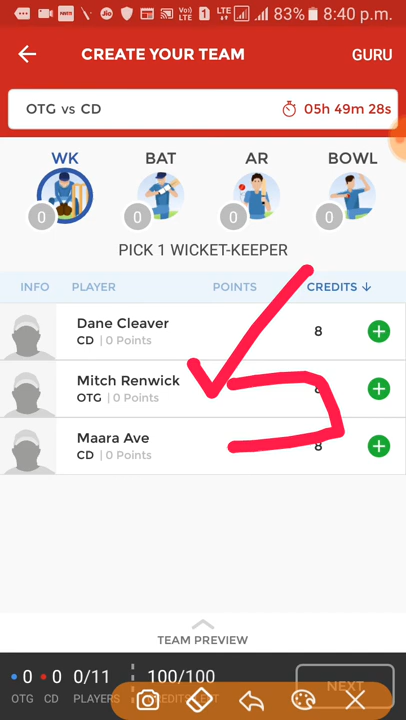 83% 8:40 p.m.
CREATE YOUR TEAM GURU
OTG vs CD 05h 49m 28s
WK BAT AR BOWL
0 0 0 0
PICK 1 WICKET-KEEPER
INFO PLAYER POINTS CREDITS ↓
Dane Cleaver
CD | 0 Points 8
Mitch Renwick
OTG | 0 Points
Maara Ave
CD | 0 Points 8
TEAM PREVIEW
0 0 0/11 100/100 NEXT
OTG CD PLAYERS